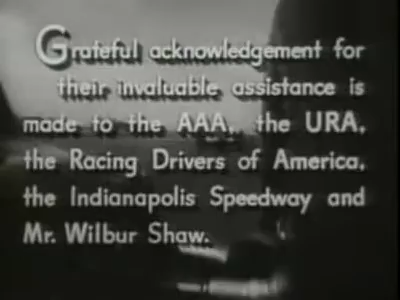 Grateful acknowledgement for
their invaluable assistance is
made to the AAA, the URA,
the Racing Drivers of America,
the Indianapolis Speedway and
Mr. Wilbur Shaw.